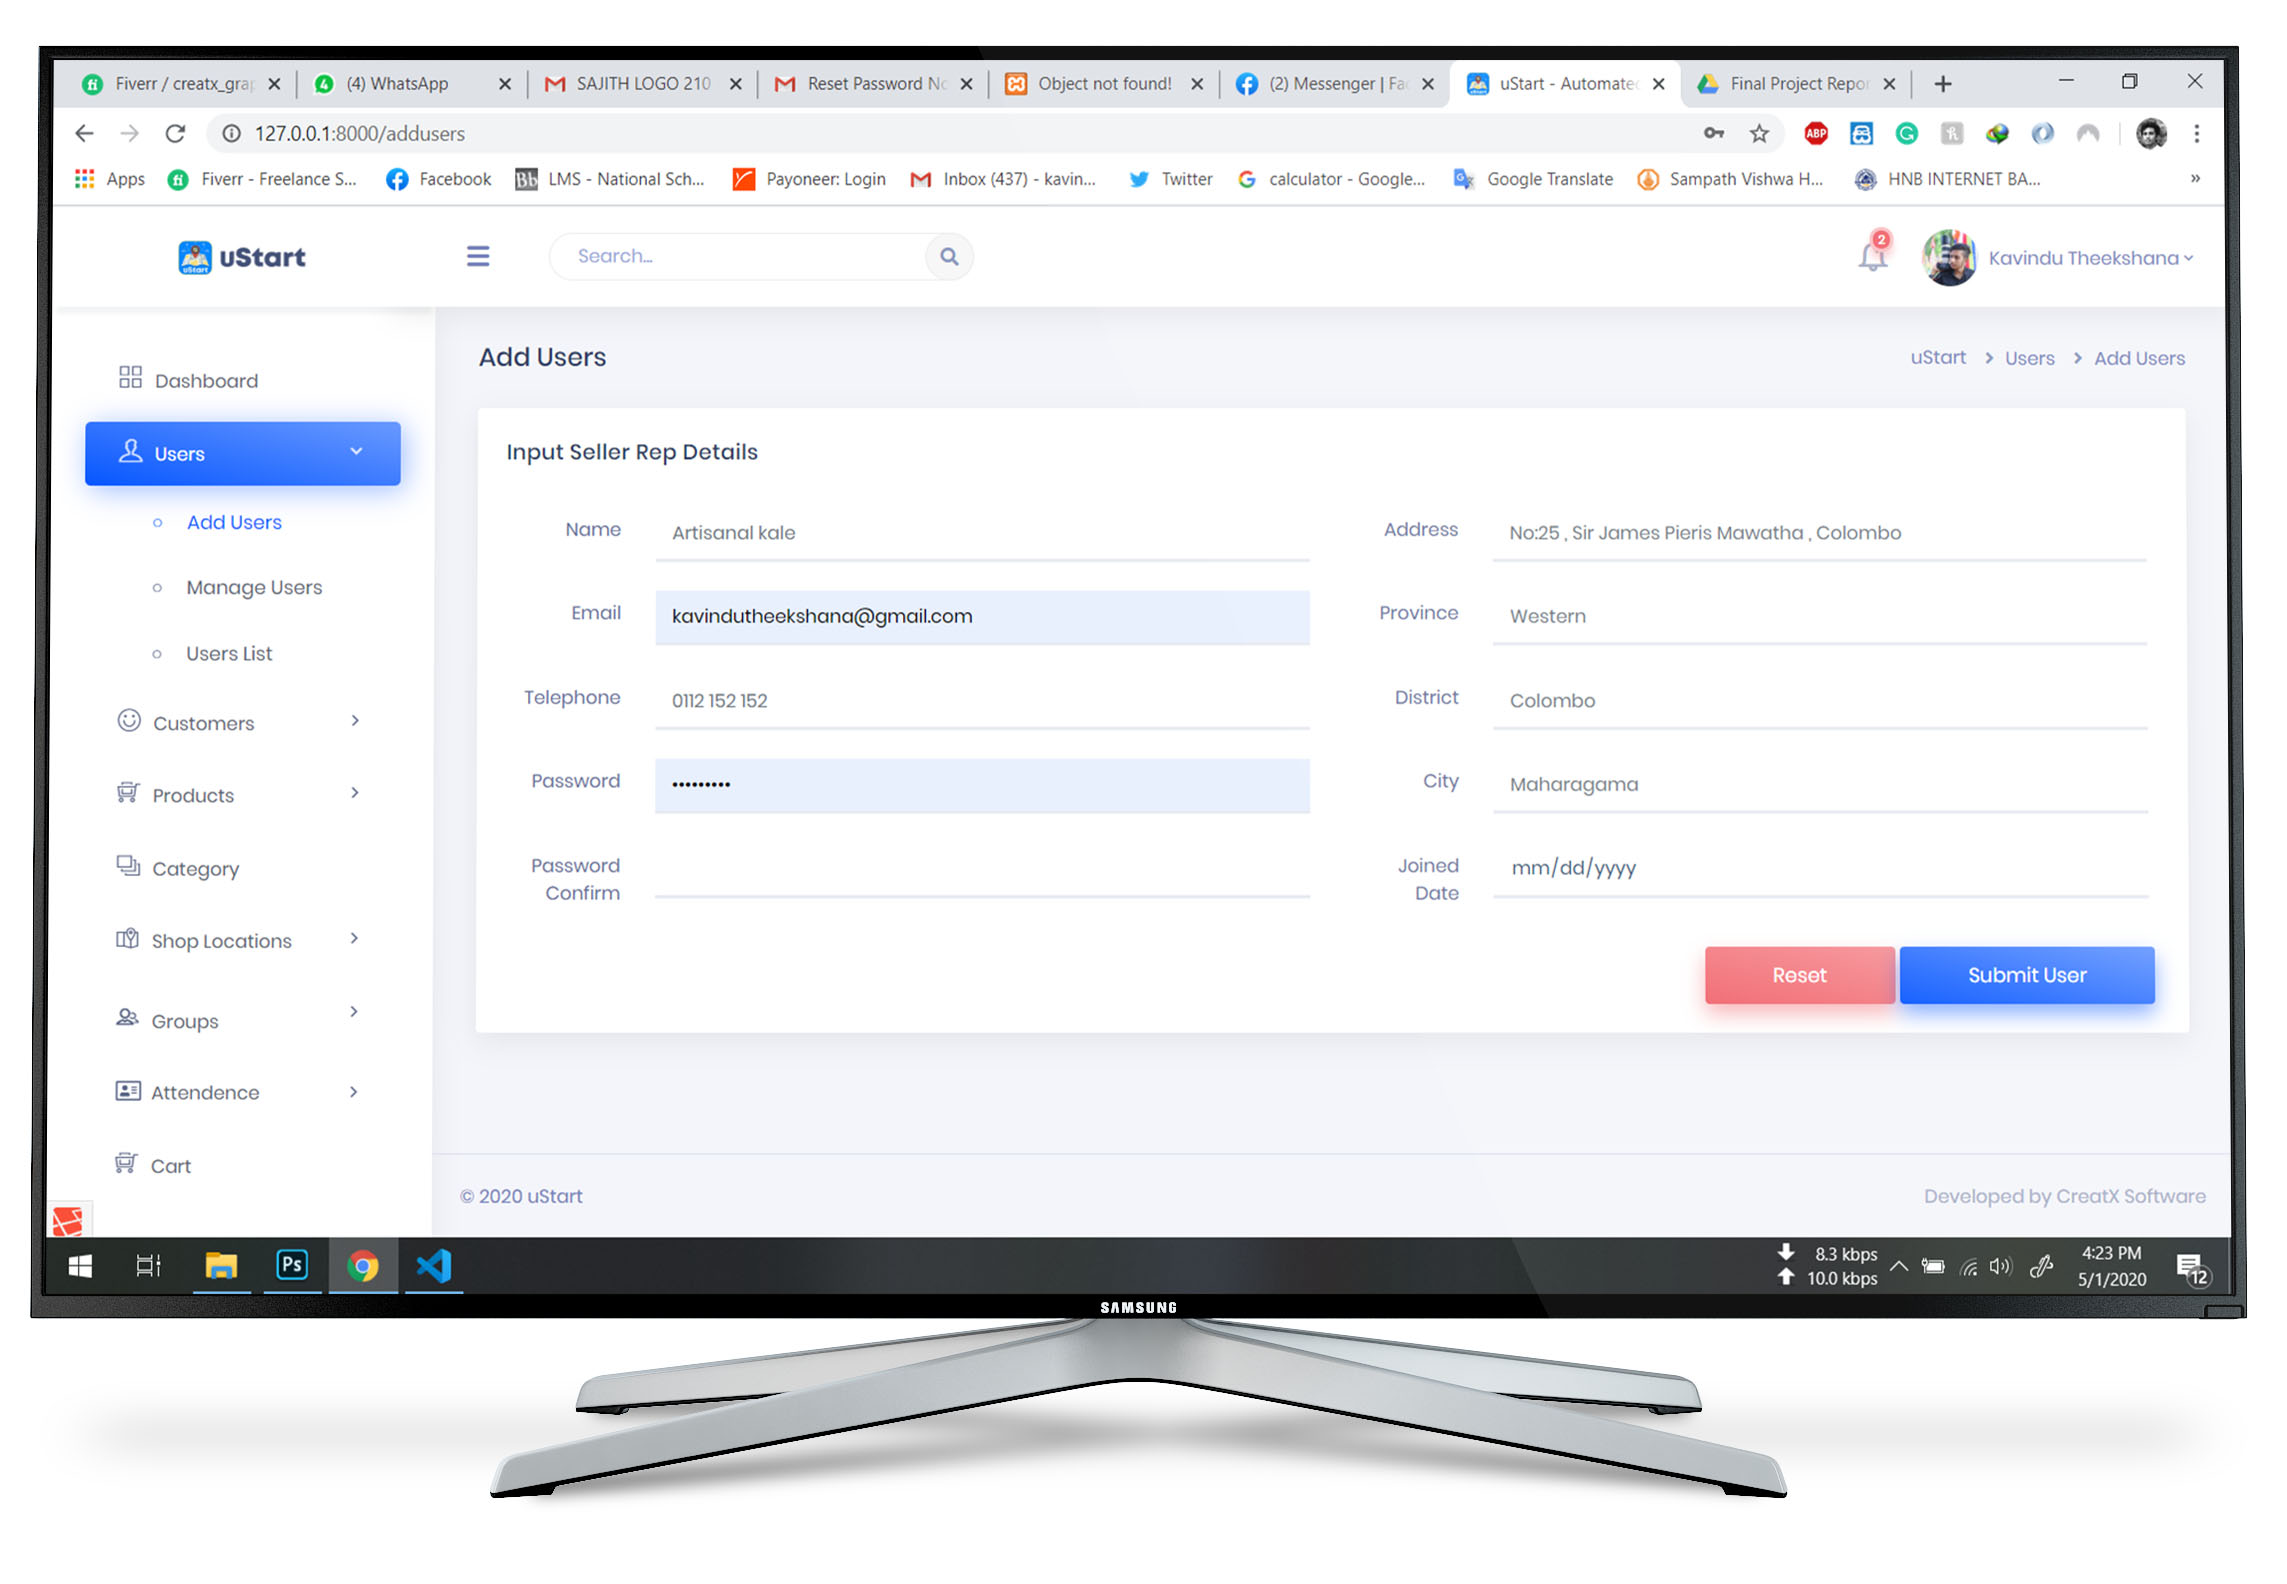 Fiverr / creatx_grap
(4) WhatsApp
SAJITH LOGO 210
Reset Password No
Object not found!
(2) Messenger | Fac
uStart - Automated
Final Project Repor
127.0.0.1:8000/addusers
ABP
Apps
Fiverr - Freelance S...
Facebook
Bb
LMS - National Sch...
Payoneer: Login
Inbox (437) - kavin...
Twitter
calculator - Google...
Google Translate
Sampath Vishwa H...
HNB INTERNET BA...
»
uStart
uStart
Search...
2
Kavindu Theekshana
Add Users
uStart > Users > Add Users
Dashboard
Users
Add Users
Manage Users
Users List
Customers
Products
Category
Shop Locations
Groups
Attendence
Cart
Input Seller Rep Details
Name
Artisanal kale
Address
No:25 , Sir James Pieris Mawatha , Colombo
Email
kavindutheekshana@gmail.com
Province
Western
Telephone
0112 152 152
District
Colombo
Password
•••••••••
City
Maharagama
Password
Confirm
Joined
Date
mm/dd/yyyy
Reset
Submit User
© 2020 uStart
Developed by CreatX Software
Ps
8.3 kbps
10.0 kbps
4:23 PM
5/1/2020
12
SAMSUNG